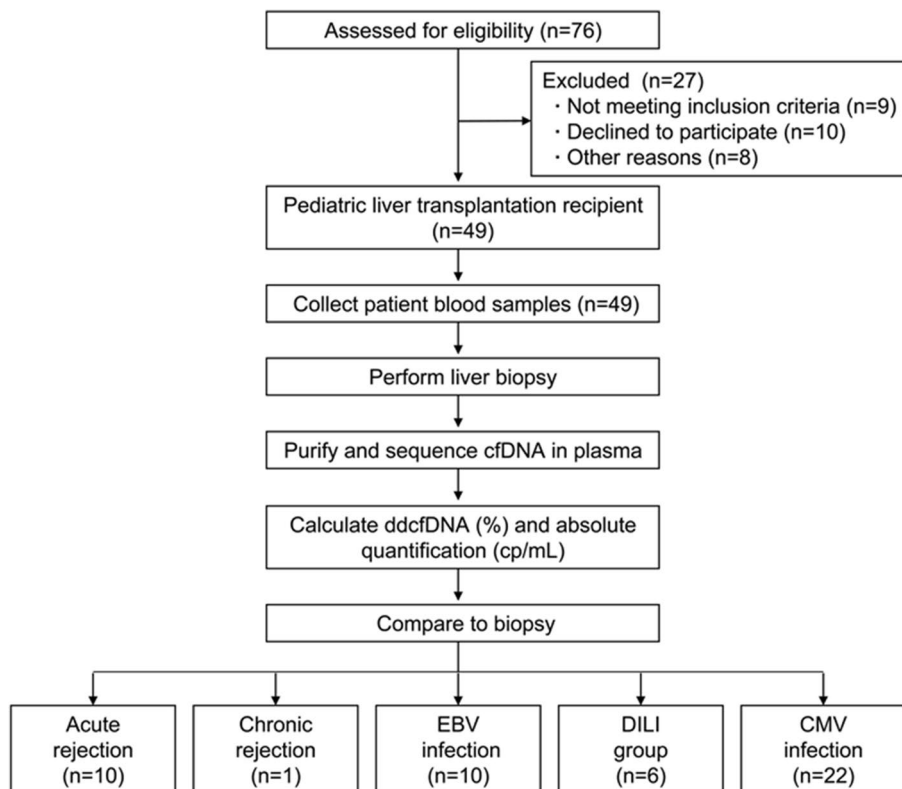 Assessed for eligibility (n=76)
Excluded (n=27)
· Not meeting inclusion criteria (n=9)
· Declined to participate (n=10)
· Other reasons (n=8)
Pediatric liver transplantation recipient
(n=49)
Collect patient blood samples (n=49)
Perform liver biopsy
Purify and sequence cfDNA in plasma
Calculate ddcfDNA (%) and absolute
quantification (cp/mL)
Compare to biopsy
Acute
rejection
(n=10)
Chronic
rejection
(n=1)
EBV
infection
(n=10)
DILI
group
(n=6)
CMV
infection
(n=22)